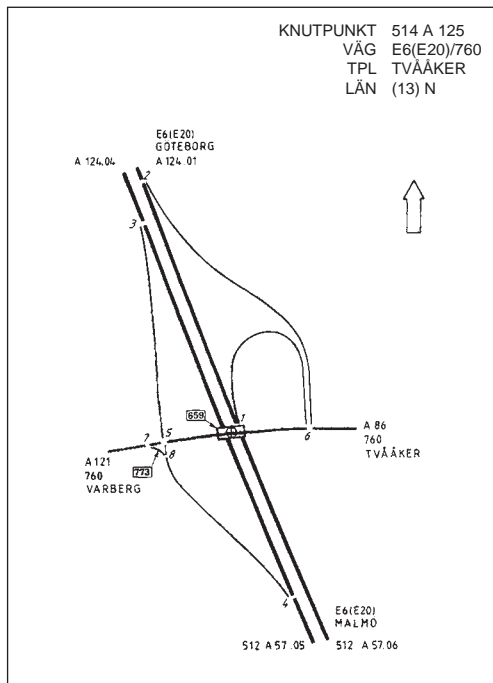 KNUTPUNKT 514 A 125
VÄG E6(E20)/760
TPL TVÅÅKER
LÄN (13) N
E6(E20)
GÖTEBORG
A 124.04
A 124.01
2
3
659
1
A 86
760
TVÅÅKER
6
7
5
8
773
A 121
760
VARBERG
4
E6(E20)
MALMÖ
512 A 57.05
512 A 57.06